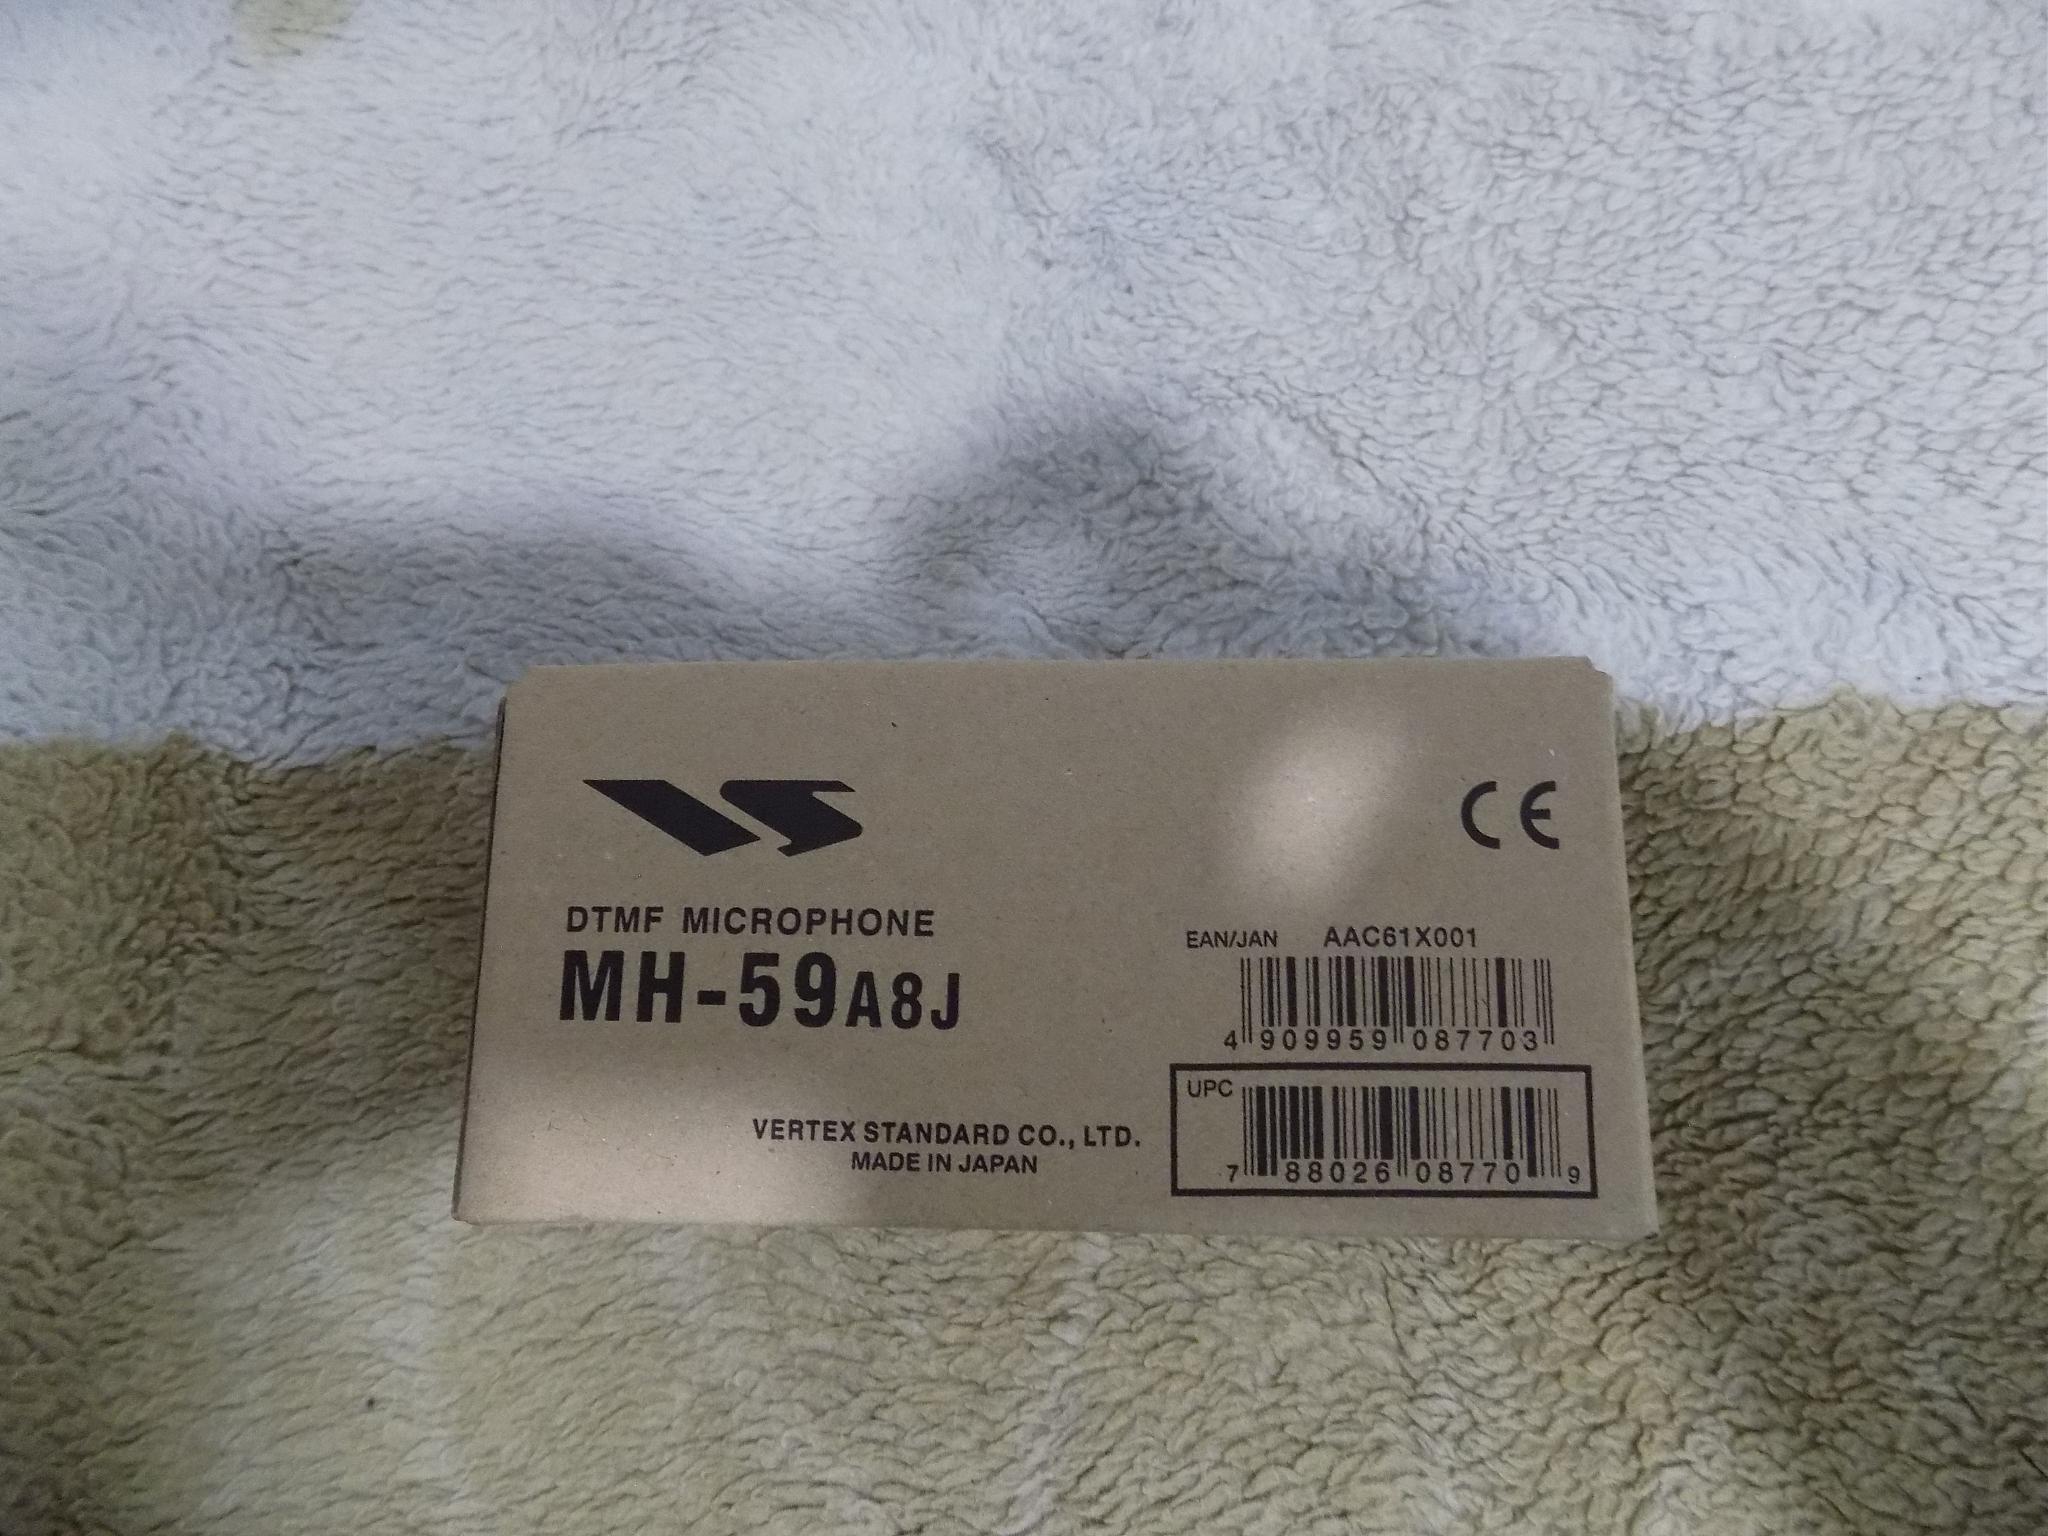 VS
CE
DTMF MICROPHONE
MH-59A8J
EAN/JAN AAC61X001
4 909959 087703
UPC
7 88026 08770 9
VERTEX STANDARD CO., LTD.
MADE IN JAPAN